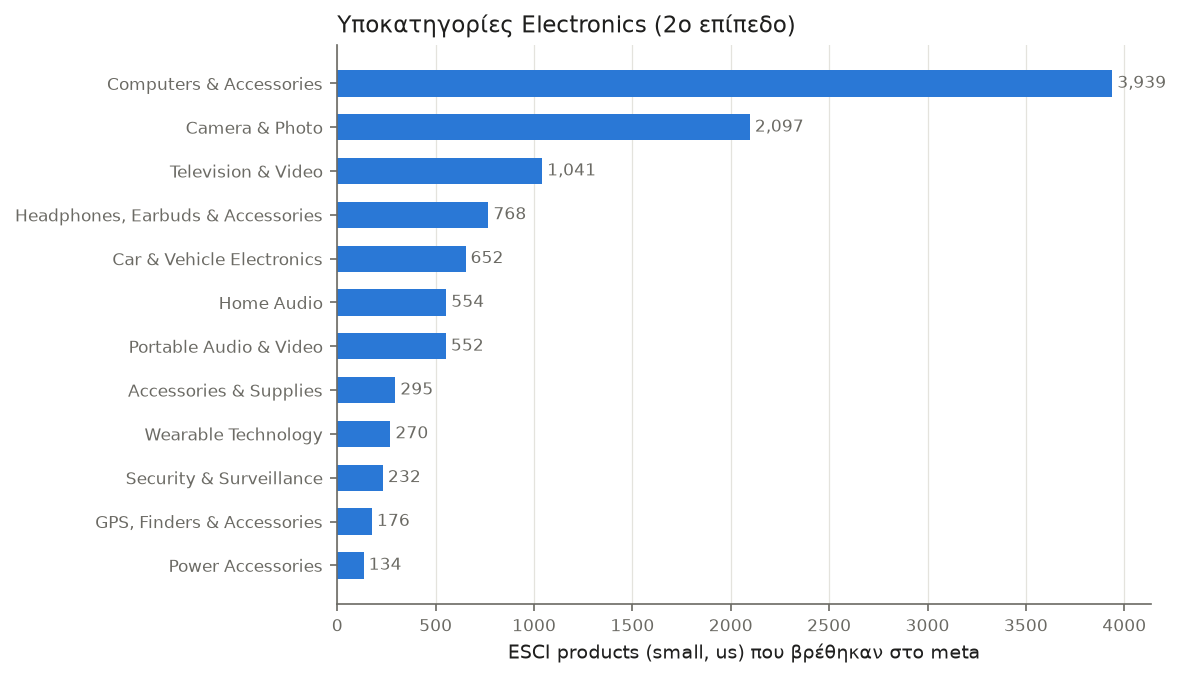 Υποκατηγορίες Electronics (2ο επίπεδο)
Computers & Accessories 3,939
Camera & Photo 2,097
Television & Video 1,041
Headphones, Earbuds & Accessories 768
Car & Vehicle Electronics 652
Home Audio 554
Portable Audio & Video 552
Accessories & Supplies 295
Wearable Technology 270
Security & Surveillance 232
GPS, Finders & Accessories 176
Power Accessories 134
0 500 1000 1500 2000 2500 3000 3500 4000
ESCI products (small, us) που βρέθηκαν στο meta